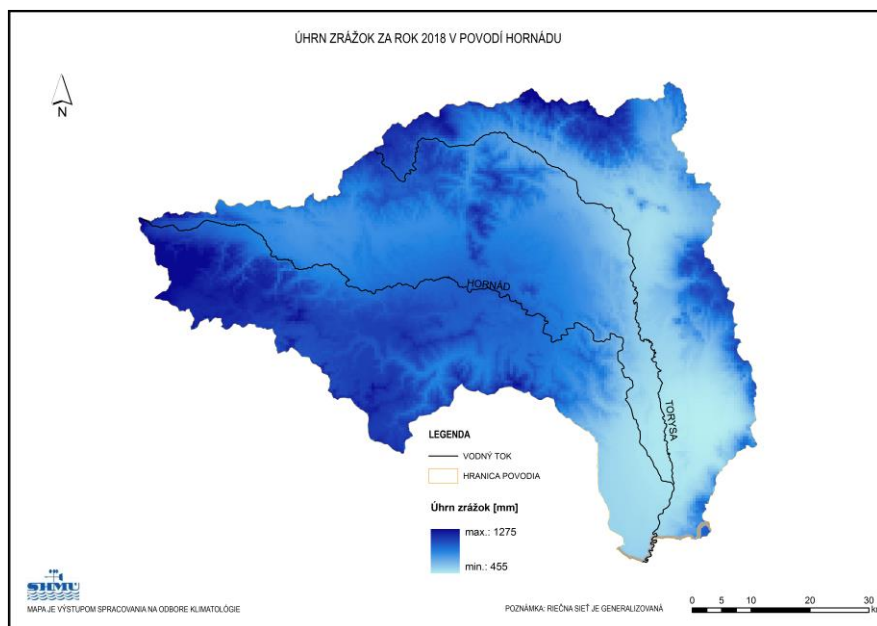 ÚHRN ZRÁŽOK ZA ROK 2018 V POVODÍ HORNÁDU
N
HORNÁD
TORYSA
LEGENDA
VODNÝ TOK
HRANICA POVODIA
Úhrn zrážok [mm]
max.: 1275
min.: 455
SHMÚ
MAPA JE VÝSTUPOM SPRACOVANIA NA ODBORE KLIMATOLÓGIE
POZNÁMKA: RIEČNA SIEŤ JE GENERALIZOVANÁ
0 5 10 20 30
km